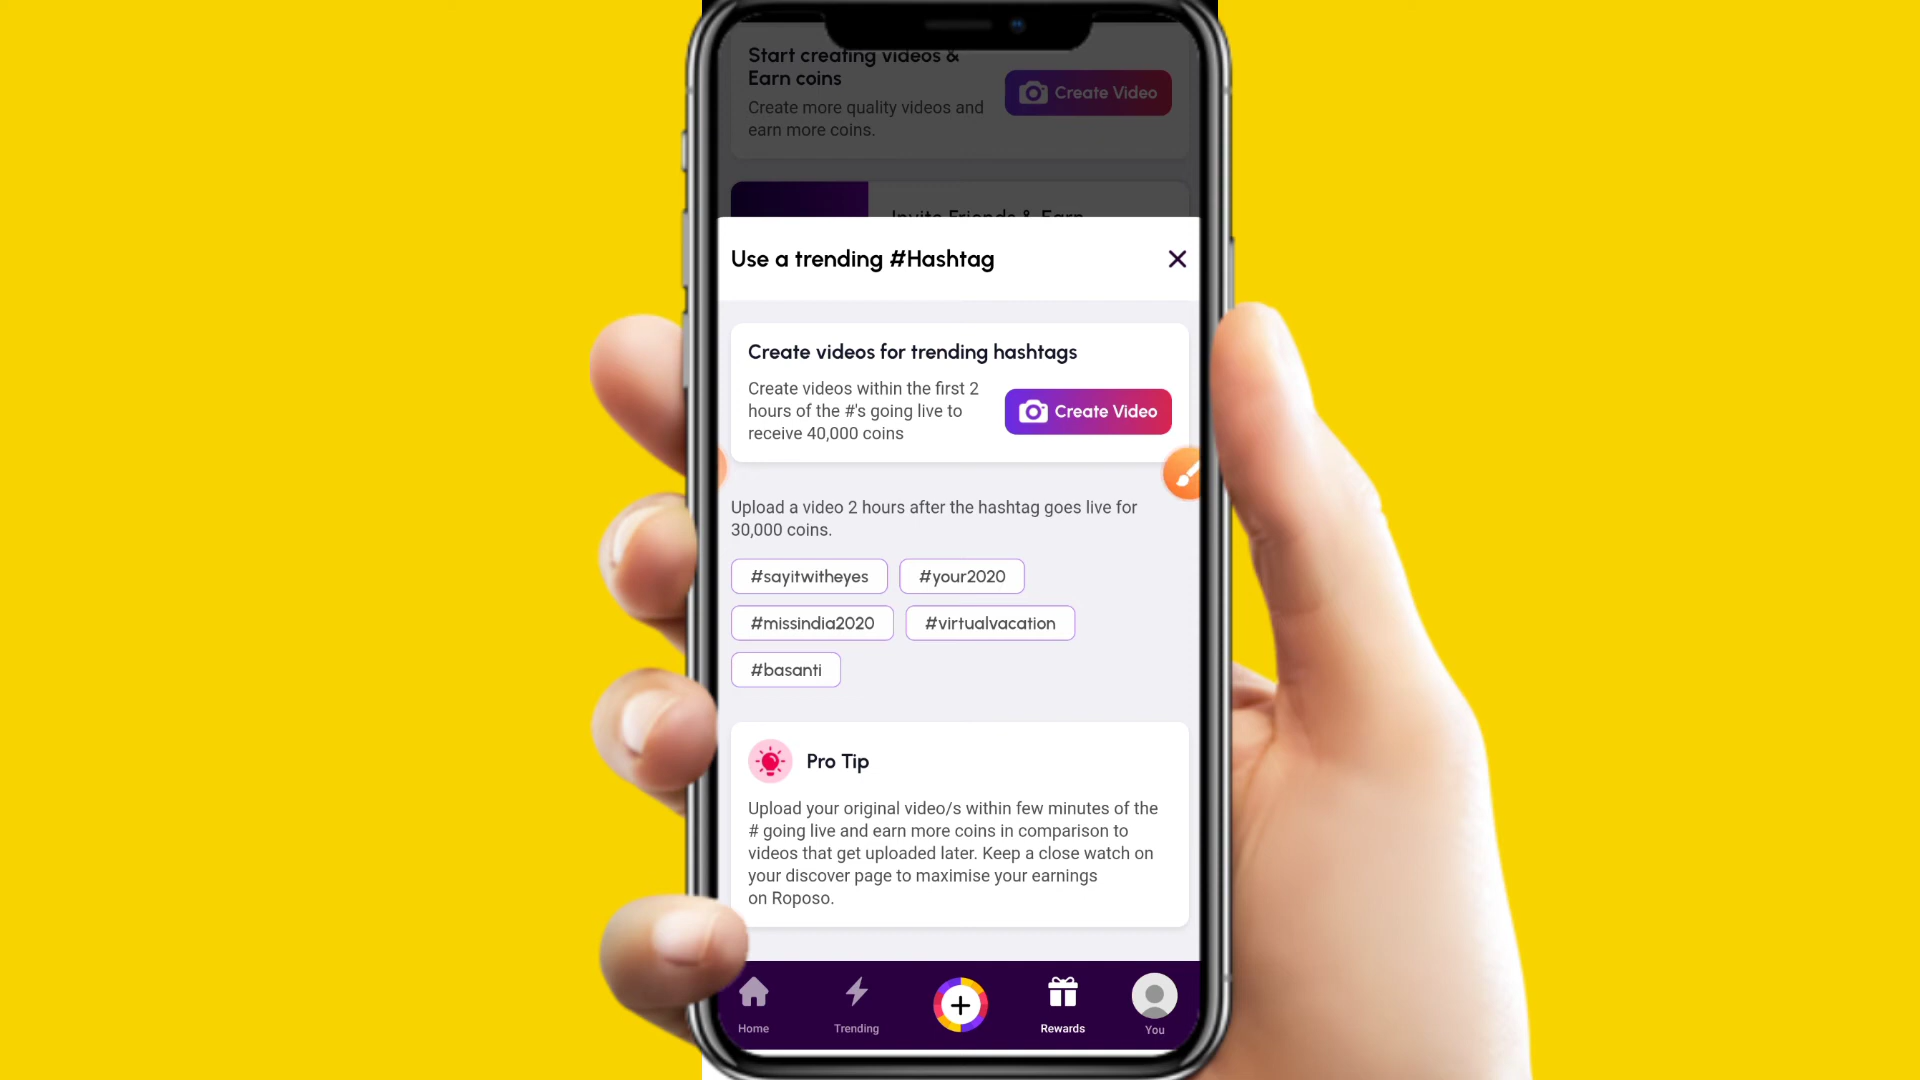 Start creating videos &
Earn coins
Create more quality videos and
earn more coins.
Create Video
Invite Friends & Earn
Use a trending #Hashtag
Create videos for trending hashtags
Create videos within the first 2
hours of the #'s going live to
receive 40,000 coins
Create Video
Upload a video 2 hours after the hashtag goes live for
30,000 coins.
#sayitwitheyes #your2020
#missindia2020 #virtualvacation
#basanti
Pro Tip
Upload your original video/s within few minutes of the
# going live and earn more coins in comparison to
videos that get uploaded later. Keep a close watch on
your discover page to maximise your earnings
on Roposo.
Home Trending Rewards You